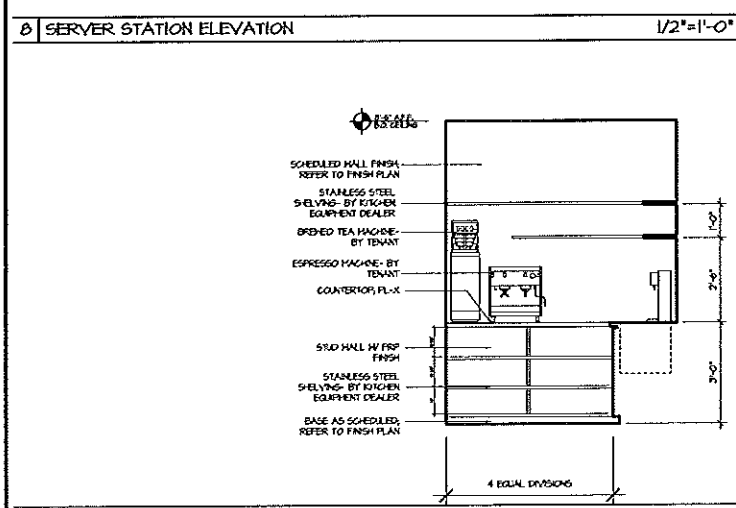 8 SERVER STATION ELEVATION 1/2"=1'-0"
SCHEDULED WALL FINISH,
REFER TO FINISH PLAN
STAINLESS STEEL
SHELVING- BY KITCHEN
EQUIPMENT DEALER
BREWED TEA MACHINE-
BY TENANT
ESPRESSO MACHINE- BY
TENANT
COUNTERTOP, PL-X
STUD WALL W/ FRP
FINISH
STAINLESS STEEL
SHELVING- BY KITCHEN
EQUIPMENT DEALER
BASE AS SCHEDULED,
REFER TO FINISH PLAN
1'-0"
2'-6"
3'-0"
4 EQUAL DIVISIONS